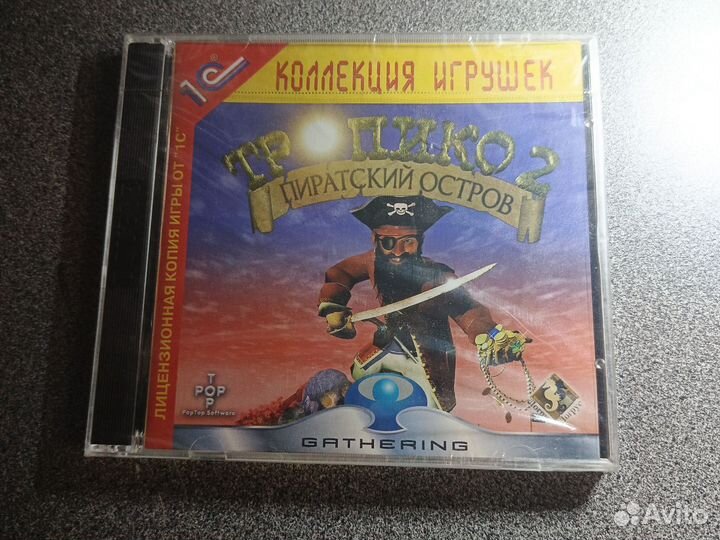 1С®
КОЛЛЕКЦИЯ ИГРУШЕК
ТРОПИКО 2
ПИРАТСКИЙ ОСТРОВ
ЛИЦЕНЗИОННАЯ КОПИЯ ИГРЫ ОТ "1С"
TOP
POP
PopTop Software
GATHERING
Avito